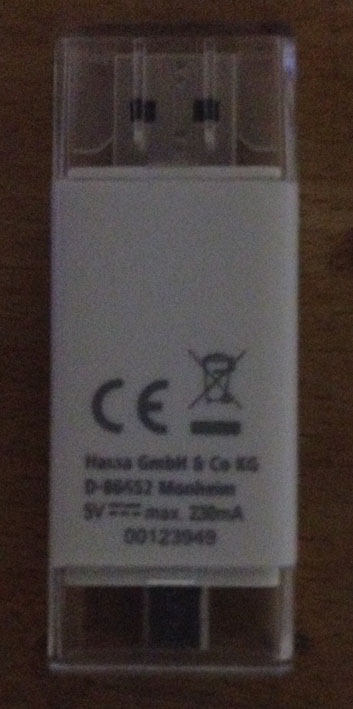 CE
Hama GmbH & Co KG
D-86652 Monheim
5V max. 230mA
00123949